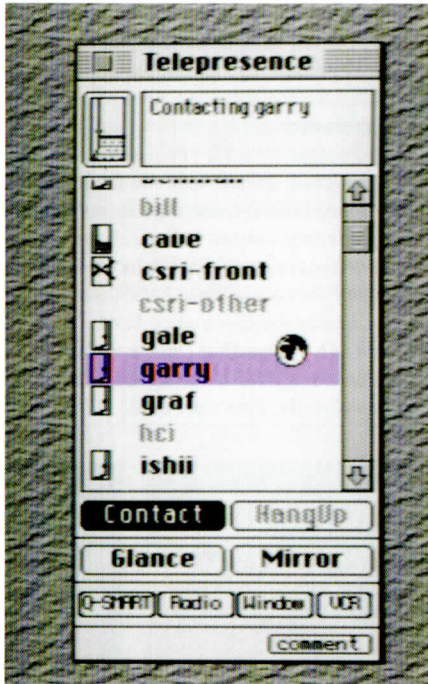 Telepresence
Contacting garry
bill
cave
csri-front
csri-other
gale
garry
graf
hci
ishii
Contact HangUp
Glance Mirror
Q-SMART Radio Window VCR
comment